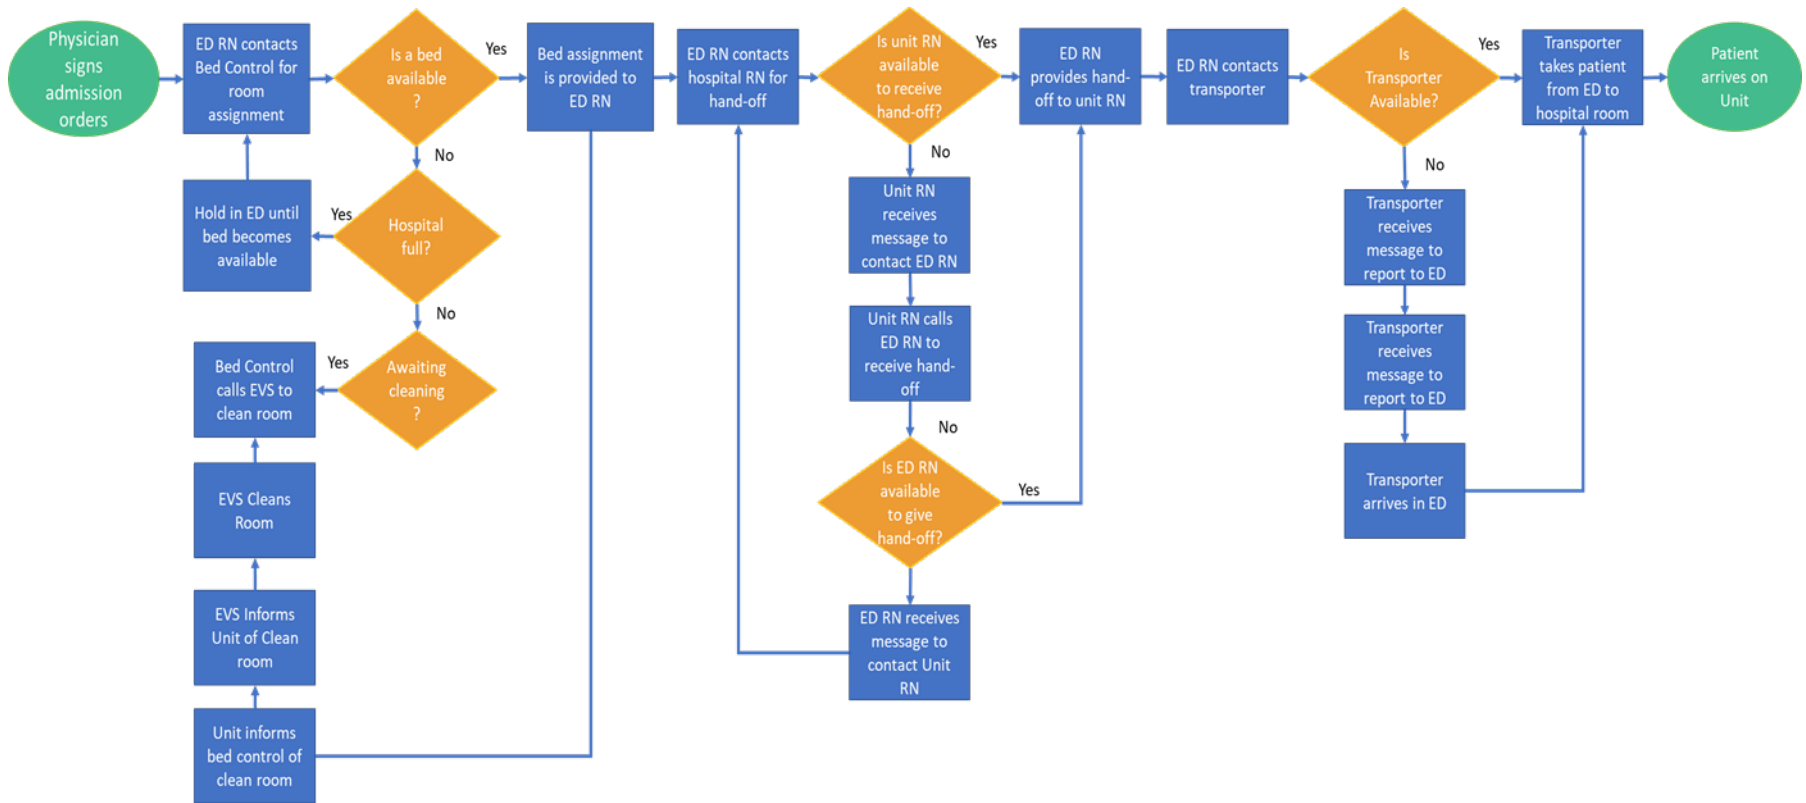 Physician
signs
admission
orders
ED RN contacts
Bed Control for
room
assignment
Is a bed
available
?
Yes
Bed assignment
is provided to
ED RN
ED RN contacts
hospital RN for
hand-off
Is unit RN
available
to receive
hand-off?
Yes
ED RN
provides hand-
off to unit RN
ED RN contacts
transporter
Is
Transporter
Available?
Yes
Transporter
takes patient
from ED to
hospital room
Patient
arrives on
Unit
No
Hospital
full?
Yes
Hold in ED until
bed becomes
available
No
Awaiting
cleaning
?
Yes
Bed Control
calls EVS to
clean room
EVS Cleans
Room
EVS Informs
Unit of Clean
room
Unit informs
bed control of
clean room
No
Unit RN
receives
message to
contact ED RN
Unit RN calls
ED RN to
receive hand-
off
No
Is ED RN
available
to give
hand-off?
Yes
ED RN receives
message to
contact Unit
RN
No
Transporter
receives
message to
report to ED
Transporter
receives
message to
report to ED
Transporter
arrives in ED